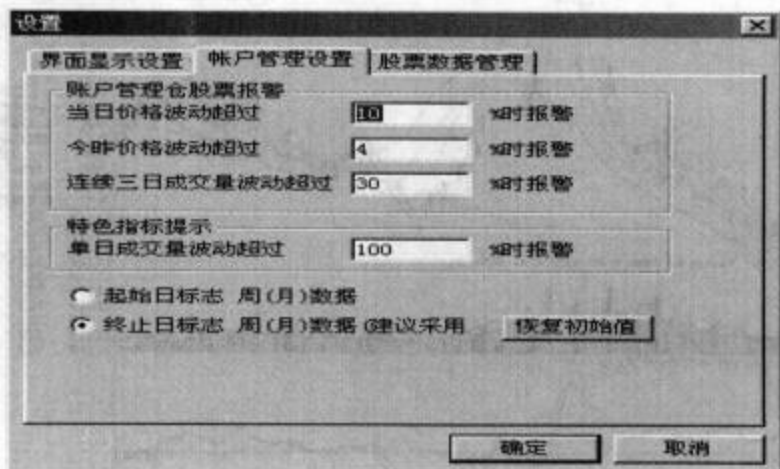 设置
界面显示设置 帐户管理设置 股票数据管理
账户管理仓股票报警
当日价格波动超过 10 %时报警
今昨价格波动超过 4 %时报警
连续三日成交量波动超过 30 %时报警
特色指标提示
单日成交量波动超过 100 %时报警
起始日标志 周(月)数据
终止日标志 周(月)数据(建议采用 恢复初始值
确定 取消